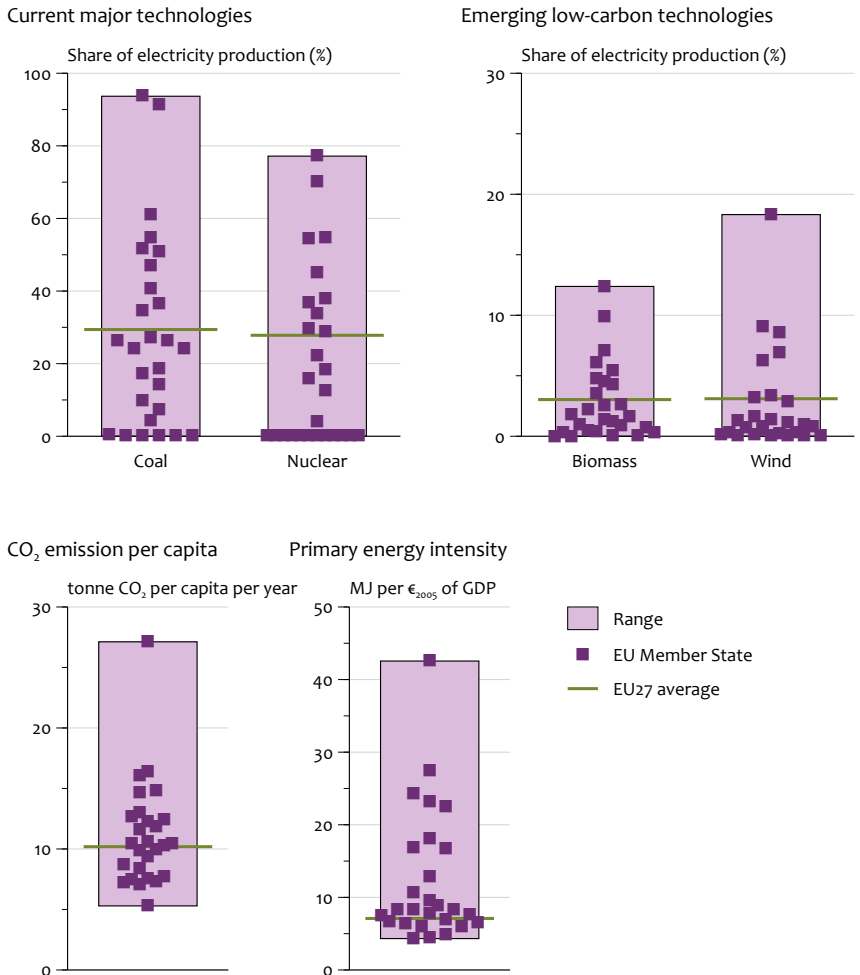 Current major technologies
Emerging low-carbon technologies
Share of electricity production (%)
Share of electricity production (%)
100
80
60
40
20
0
30
20
10
0
Coal
Nuclear
Biomass
Wind
CO₂ emission per capita
Primary energy intensity
tonne CO₂ per capita per year
MJ per €₂₀₀₅ of GDP
30
20
10
0
50
40
30
20
10
0
Range
EU Member State
EU27 average